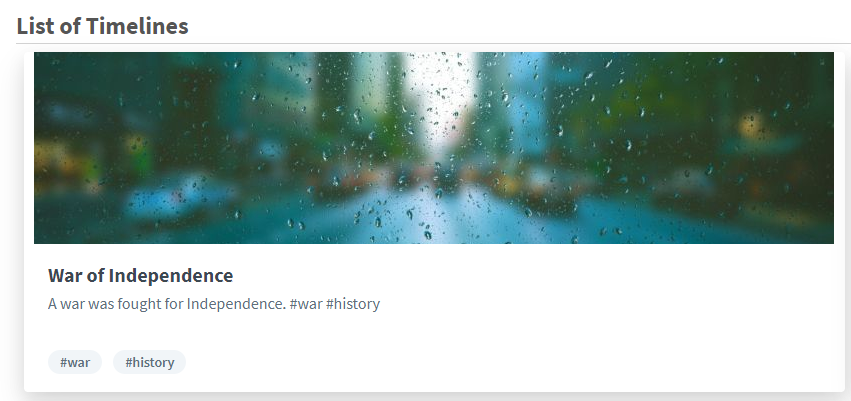 List of Timelines
War of Independence
A war was fought for Independence. #war #history
#war #history